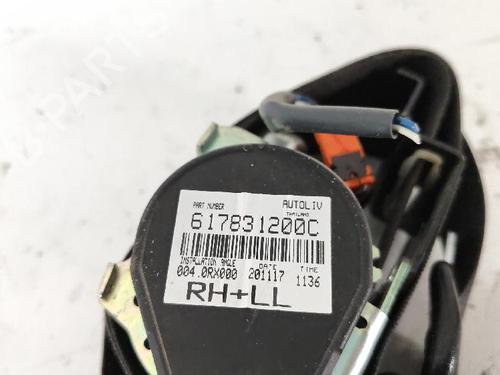 PART NUMBER AUTOLIV
THAILAND
617831200C
INSTALLATION ANGLE DATE TIME
004.0RX000 201117 1136
RH+LL